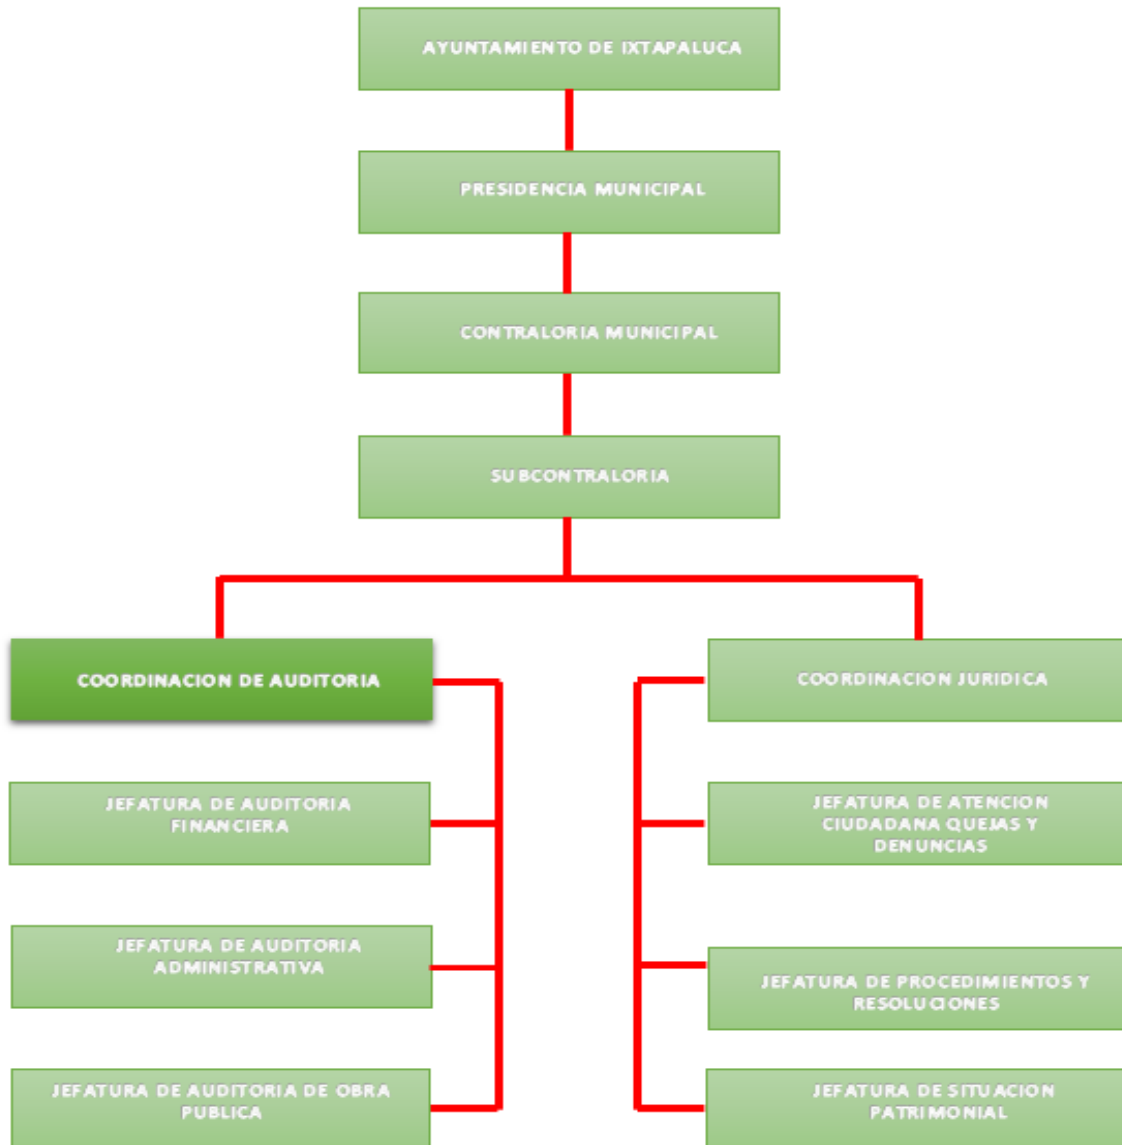 AYUNTAMIENTO DE IXTAPALUCA
PRESIDENCIA MUNICIPAL
CONTRALORIA MUNICIPAL
SUBCONTRALORIA
COORDINACION DE AUDITORIA
JEFATURA DE AUDITORIA
FINANCIERA
JEFATURA DE AUDITORIA
ADMINISTRATIVA
JEFATURA DE AUDITORIA DE OBRA
PUBLICA
COORDINACION JURIDICA
JEFATURA DE ATENCION
CIUDADANA QUEJAS Y
DENUNCIAS
JEFATURA DE PROCEDIMIENTOS Y
RESOLUCIONES
JEFATURA DE SITUACION
PATRIMONIAL